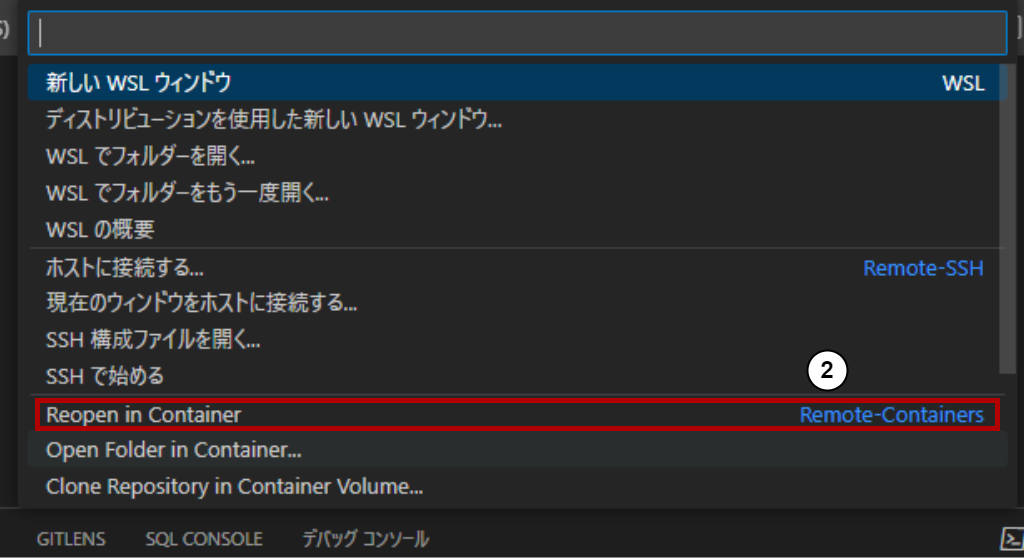 新しい WSL ウィンドウ WSL
ディストリビューションを使用した新しい WSL ウィンドウ...
WSL でフォルダーを開く...
WSL でフォルダーをもう一度開く...
WSL の概要
ホストに接続する... Remote-SSH
現在のウィンドウをホストに接続する...
SSH 構成ファイルを開く...
SSH で始める
2
Reopen in Container Remote-Containers
Open Folder in Container...
Clone Repository in Container Volume...
GITLENS SQL CONSOLE デバッグ コンソール